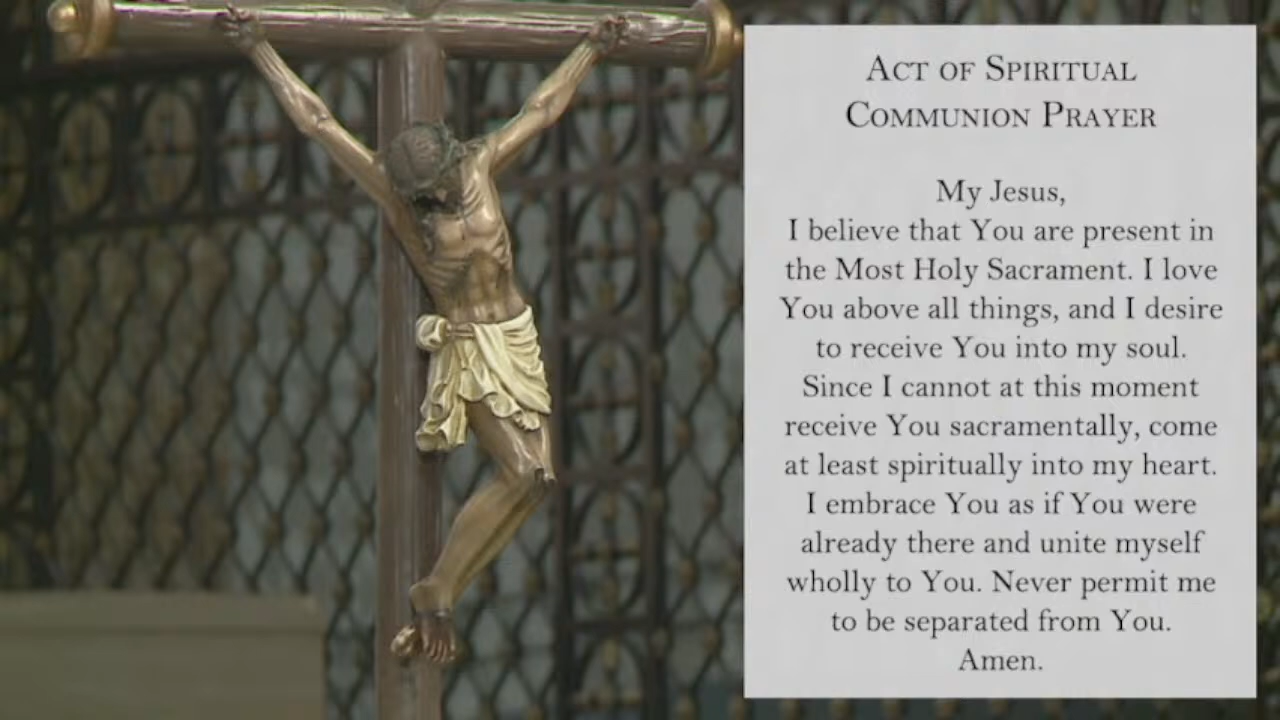 Act of Spiritual
Communion Prayer
My Jesus,
I believe that You are present in
the Most Holy Sacrament. I love
You above all things, and I desire
to receive You into my soul.
Since I cannot at this moment
receive You sacramentally, come
at least spiritually into my heart.
I embrace You as if You were
already there and unite myself
wholly to You. Never permit me
to be separated from You.
Amen.